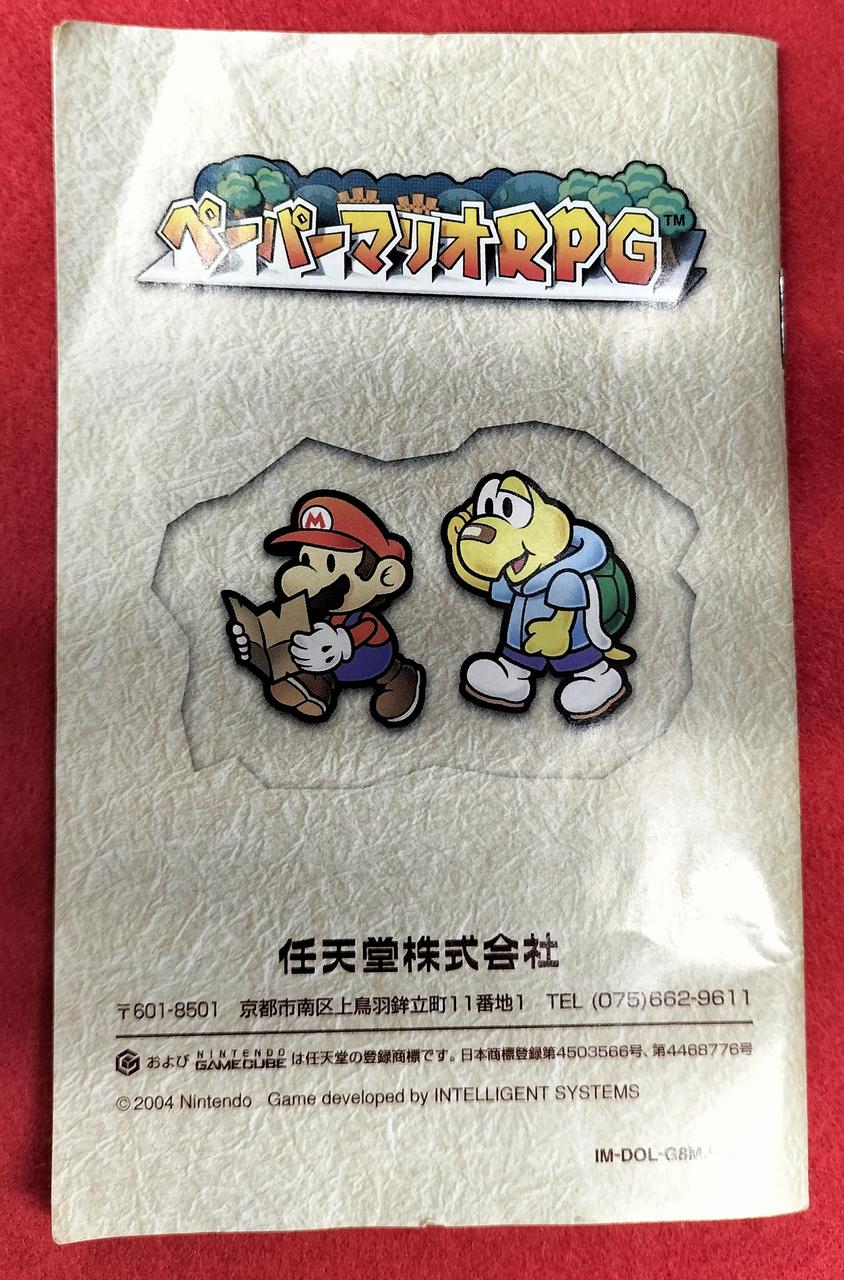 ペーパーマリオRPG™
M
任天堂株式会社
〒601-8501 京都市南区上鳥羽鉾立町11番地1 TEL (075)662-9611
および NINTENDO GAMECUBE は任天堂の登録商標です。日本商標登録第4503566号、第4468776号
©2004 Nintendo Game developed by INTELLIGENT SYSTEMS